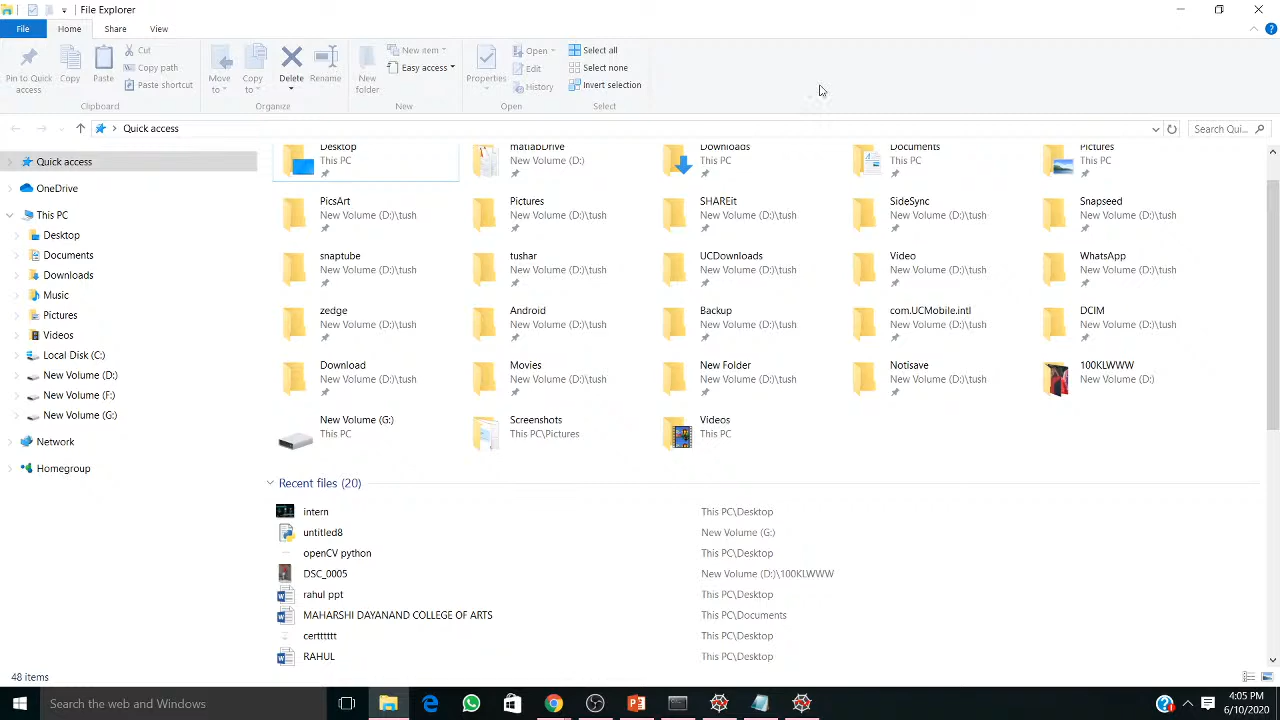 File Explorer
File Home Share View
Pin to Quick access
Copy
Paste
Cut
Copy path
Paste shortcut
Clipboard
Move to
Copy to
Delete
Rename
Organize
New folder
New item
Easy access
New
Properties
Open
Edit
History
Open
Select all
Select none
Invert selection
Select
Quick access
Search Qui...
Quick access
OneDrive
This PC
Desktop
Documents
Downloads
Music
Pictures
Videos
Local Disk (C:)
New Volume (D:)
New Volume (F:)
New Volume (G:)
Network
Homegroup
Desktop
This PC
matlabDrive
New Volume (D:)
Downloads
This PC
Documents
This PC
Pictures
This PC
PicsArt
New Volume (D:)\tush
Pictures
New Volume (D:)\tush
SHAREit
New Volume (D:)\tush
SideSync
New Volume (D:)\tush
Snapseed
New Volume (D:)\tush
snaptube
New Volume (D:)\tush
tushar
New Volume (D:)
UCDownloads
New Volume (D:)\tush
Video
New Volume (D:)\tush
WhatsApp
New Volume (D:)\tush
zedge
New Volume (D:)\tush
Android
New Volume (D:)\tush
Backup
New Volume (D:)\tush
com.UCMobile.intl
New Volume (D:)\tush
DCIM
New Volume (D:)\tush
Download
New Volume (D:)\tush
Movies
New Volume (D:)\tush
New Folder
New Volume (D:)\tush
Notisave
New Volume (D:)\tush
100KLWWW
New Volume (D:)
New Volume (G:)
This PC
Screenshots
This PC\Pictures
Videos
This PC
Recent files (20)
intern This PC\Desktop
untitled8 New Volume (G:)
openCV python This PC\Desktop
DSC_0005 New Volume (D:)\100KLWWW
rahul ppt This PC\Desktop
MAHARSHI DAYANAND COLLEGE OF ARTS This PC\Documents
certttttt This PC\Desktop
RAHUL This PC\Desktop
48 items
Search the web and Windows
4:05 PM
6/10/2020